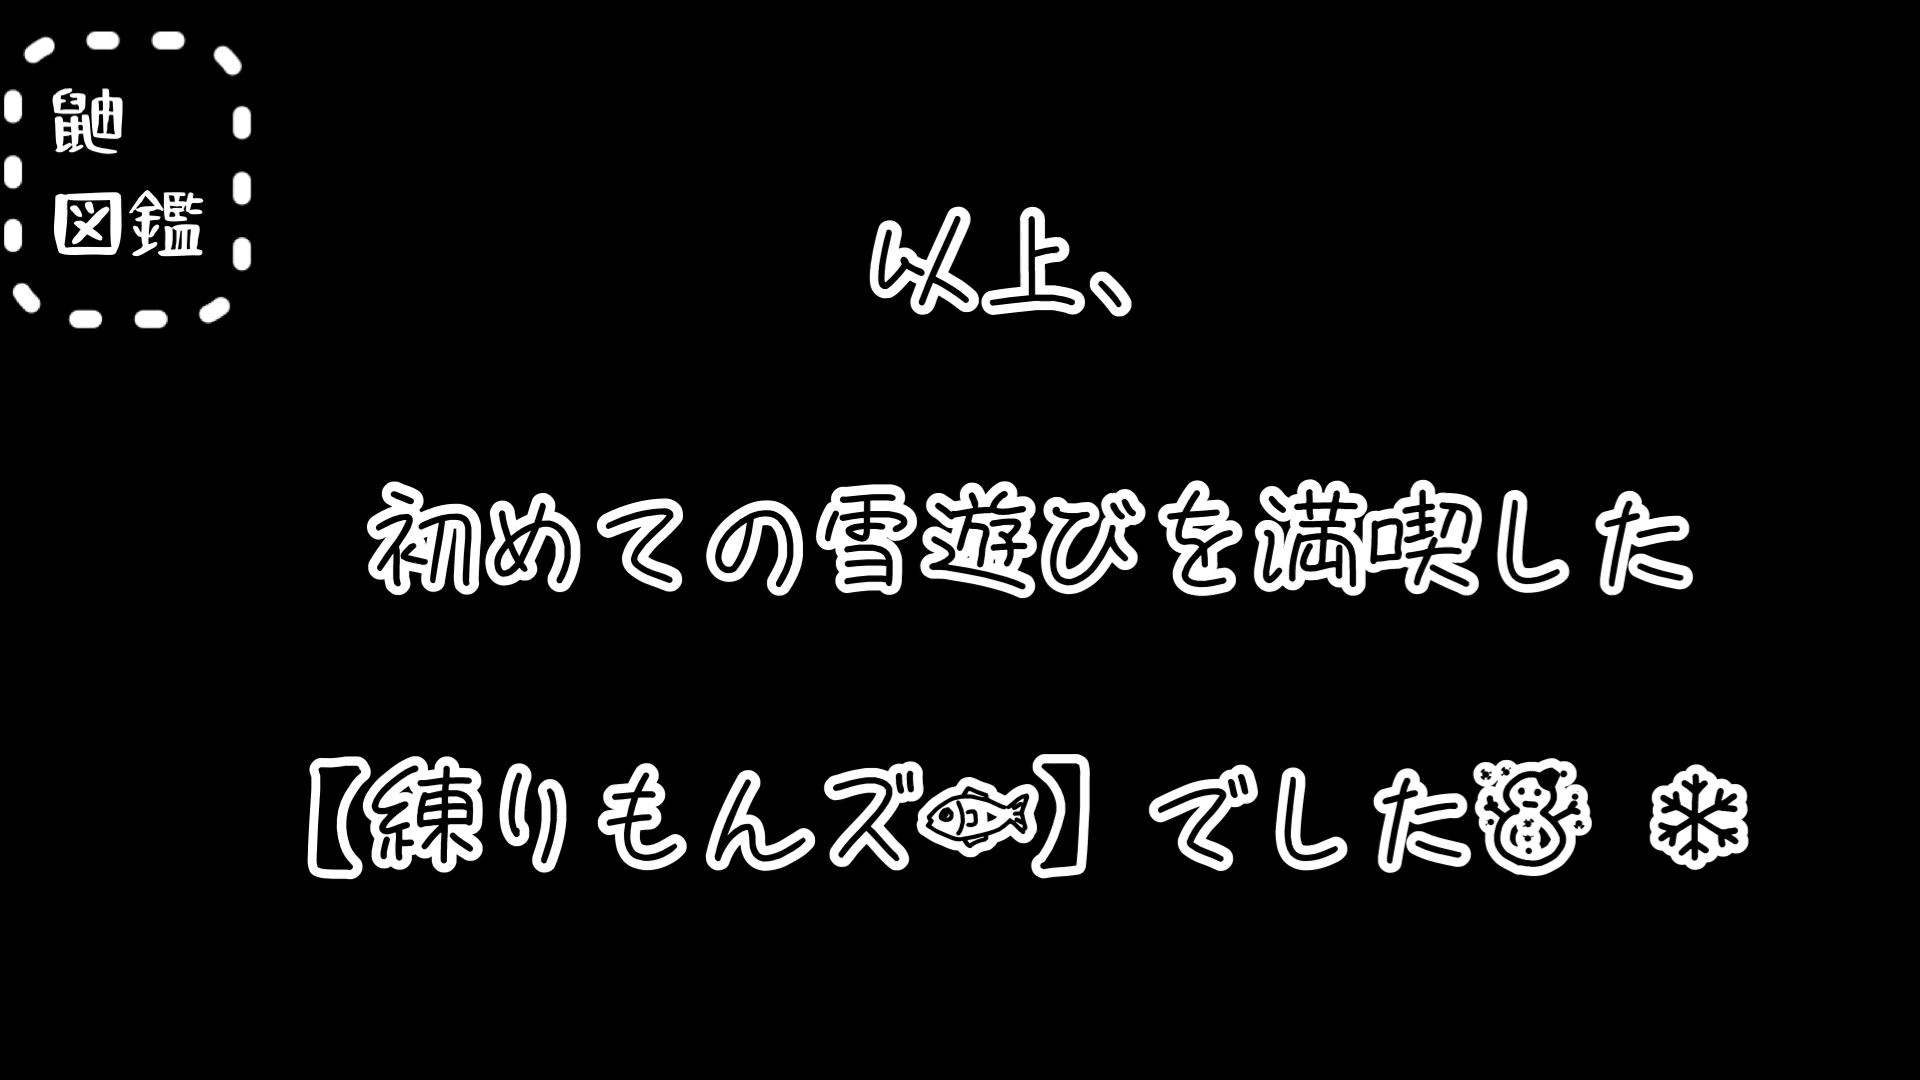 鼬
図鑑
以上、
初めての雪遊びを満喫した
【練りもんズ🐟】でした☃ ❄